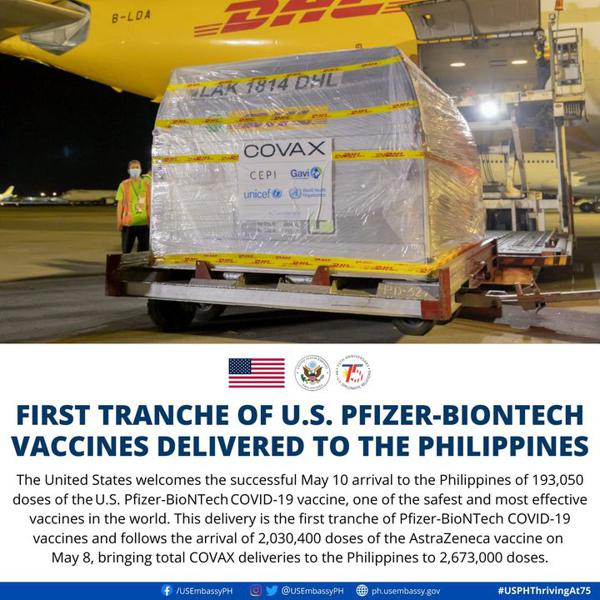 B-LDA
DHL
LAK 1814 DHL
COVAX
CEPI Gavi
unicef World Health
Organization
PD-32
FIRST TRANCHE OF U.S. PFIZER-BIONTECH
VACCINES DELIVERED TO THE PHILIPPINES
The United States welcomes the successful May 10 arrival to the Philippines of 193,050
doses of the U.S. Pfizer-BioNTech COVID-19 vaccine, one of the safest and most effective
vaccines in the world. This delivery is the first tranche of Pfizer-BioNTech COVID-19
vaccines and follows the arrival of 2,030,400 doses of the AstraZeneca vaccine on
May 8, bringing total COVAX deliveries to the Philippines to 2,673,000 doses.
/USEmbassyPH @USEmbassyPH ph.usembassy.gov #USPHThrivingAt75